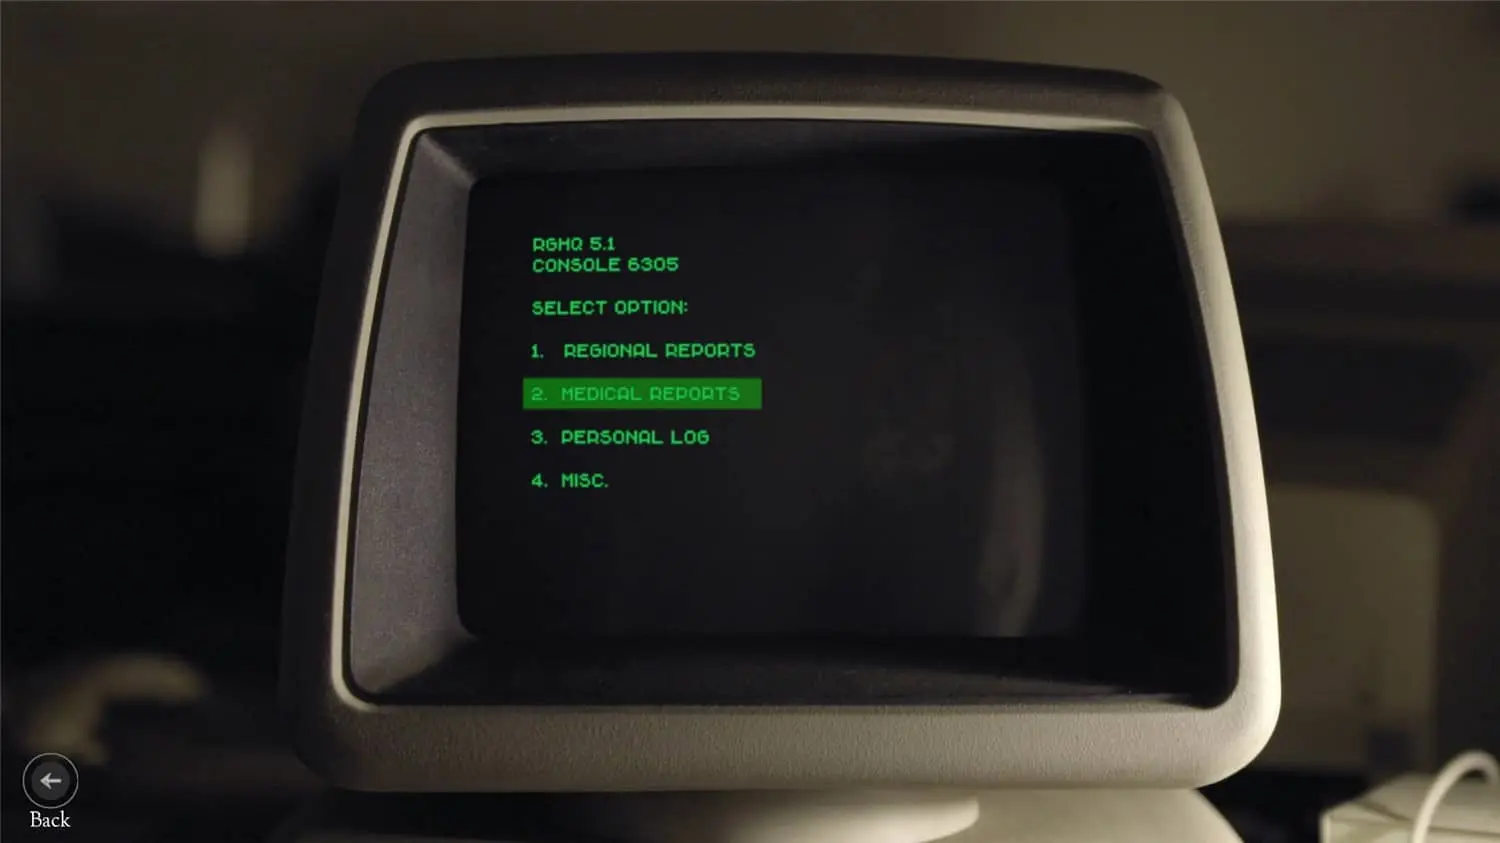 RGHQ 5.1
CONSOLE 6305
SELECT OPTION:
1. REGIONAL REPORTS
2. MEDICAL REPORTS
3. PERSONAL LOG
4. MISC.
Back